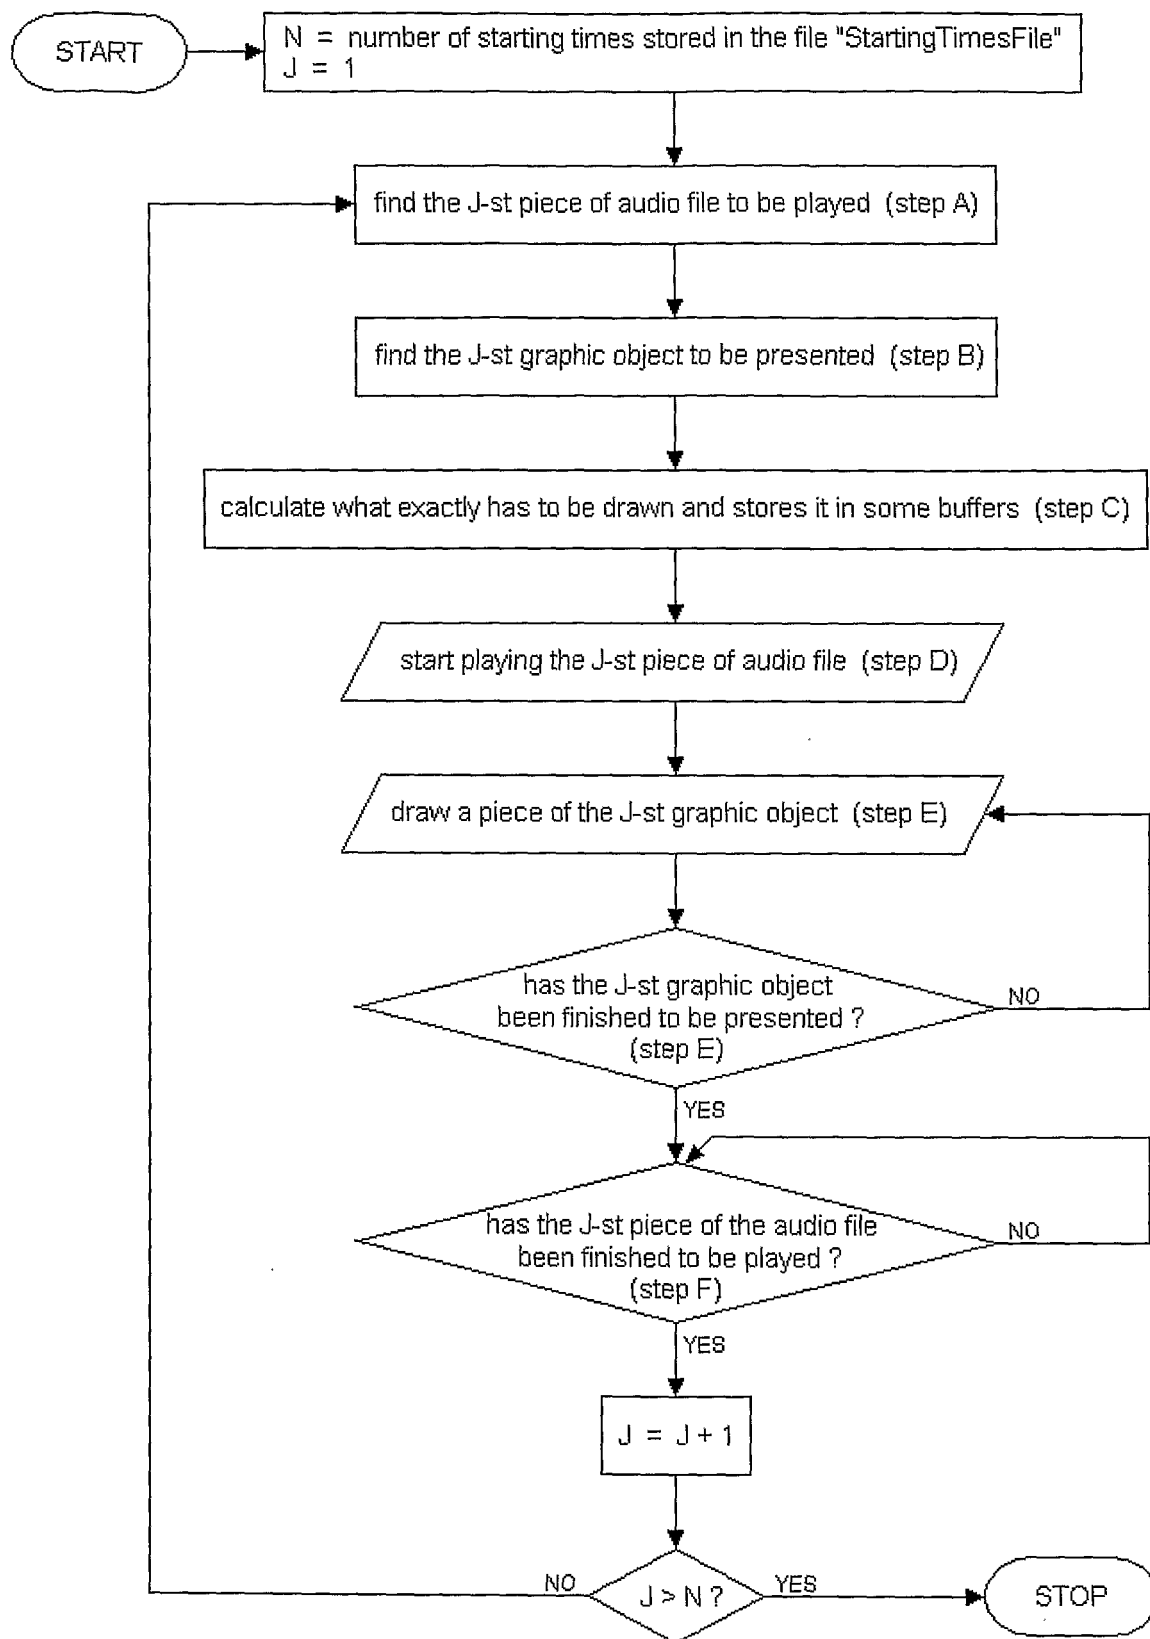 START
N = number of starting times stored in the file "StartingTimesFile"
J = 1
find the J-st piece of audio file to be played (step A)
find the J-st graphic object to be presented (step B)
calculate what exactly has to be drawn and stores it in some buffers (step C)
start playing the J-st piece of audio file (step D)
draw a piece of the J-st graphic object (step E)
has the J-st graphic object
been finished to be presented ?
(step E)
NO
YES
has the J-st piece of the audio file
been finished to be played ?
(step F)
NO
YES
J = J + 1
NO
J > N ?
YES
STOP